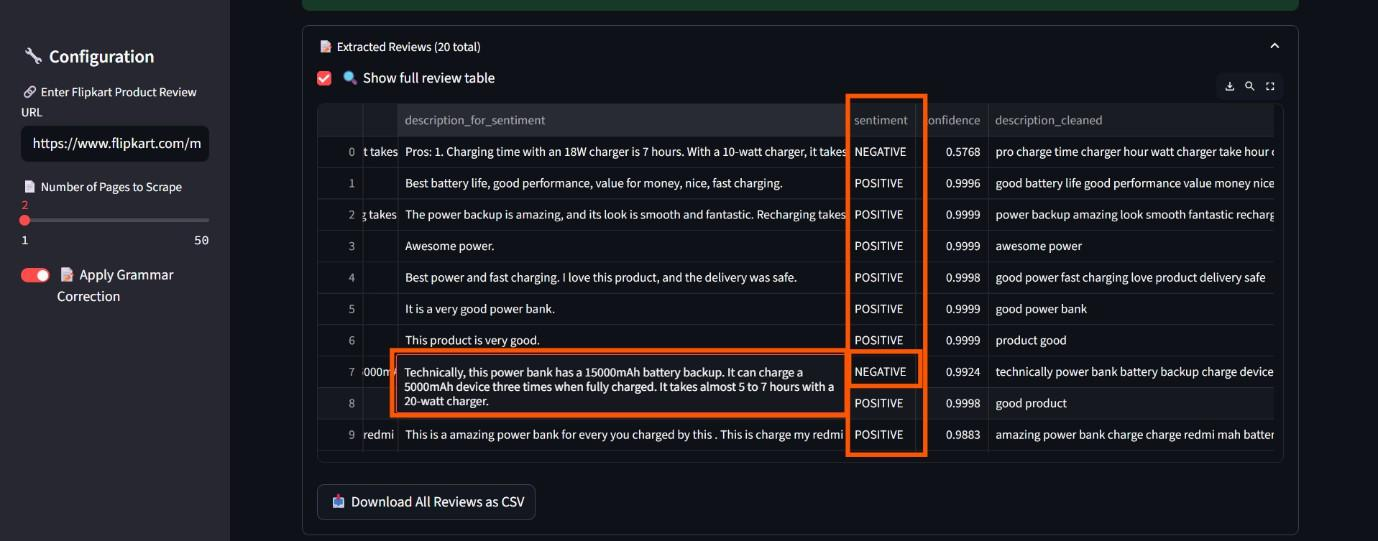 Configuration
Enter Flipkart Product Review
URL
https://www.flipkart.com/m
Number of Pages to Scrape
2
1 50
Apply Grammar
Correction
Extracted Reviews (20 total)
Show full review table
description_for_sentiment sentiment onfidence description_cleaned
0 t takes Pros: 1. Charging time with an 18W charger is 7 hours. With a 10-watt charger, it takes NEGATIVE 0.5768 pro charge time charger hour watt charger take hour
1 Best battery life, good performance, value for money, nice, fast charging. POSITIVE 0.9996 good battery life good performance value money nice
2 g takes The power backup is amazing, and its look is smooth and fantastic. Recharging takes POSITIVE 0.9999 power backup amazing look smooth fantastic recharg
3 Awesome power. POSITIVE 0.9999 awesome power
4 Best power and fast charging. I love this product, and the delivery was safe. POSITIVE 0.9998 good power fast charging love product delivery safe
5 It is a very good power bank. POSITIVE 0.9999 good power bank
6 This product is very good. POSITIVE 0.9999 product good
7 Technically, this power bank has a 15000mAh battery backup. It can charge a NEGATIVE 0.9924 technically power bank battery backup charge device
5000mAh device three times when fully charged. It takes almost 5 to 7 hours with a
20-watt charger.
8 POSITIVE 0.9998 good product
9 redmi This is a amazing power bank for every you charged by this . This is charge my redmi POSITIVE 0.9883 amazing power bank charge charge redmi mah batter
Download All Reviews as CSV